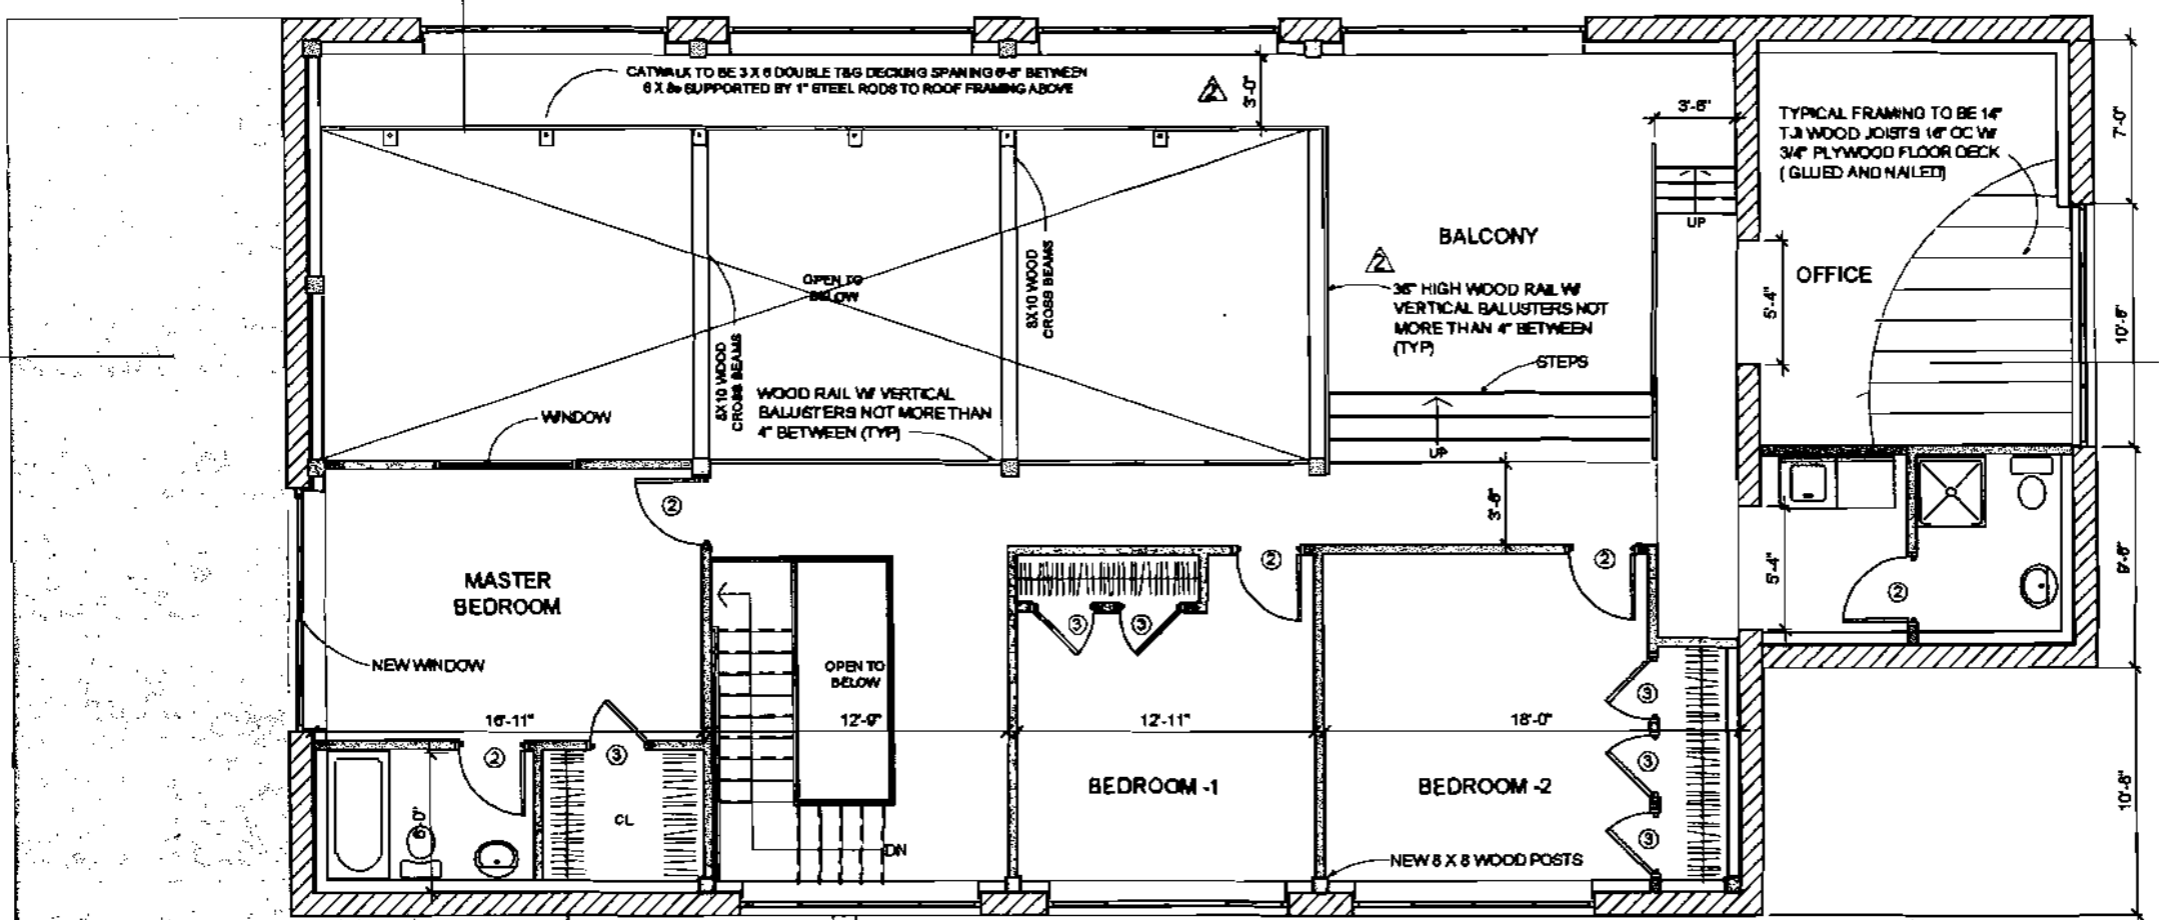 CATWALK TO BE 3 X 6 DOUBLE T&G DECKING SPANING 6'-8" BETWEEN
6 X 8s SUPPORTED BY 1" STEEL RODS TO ROOF FRAMING ABOVE
2
3'-0"
3'-6"
TYPICAL FRAMING TO BE 14"
TJI WOOD JOISTS 16" OC W/
3/4" PLYWOOD FLOOR DECK
( GLUED AND NAILED)
7'-0"
UP
BALCONY
OFFICE
2
36" HIGH WOOD RAIL W/
VERTICAL BALUSTERS NOT
MORE THAN 4" BETWEEN
(TYP)
5'-4"
10'-6"
OPEN TO
BELOW
8X10 WOOD
CROSS BEAMS
8X10 WOOD
CROSS BEAMS
STEPS
WOOD RAIL W/ VERTICAL
BALUSTERS NOT MORE THAN
4" BETWEEN (TYP)
WINDOW
UP
2
3'-6"
MASTER
BEDROOM
2
2
5'-4"
2
9'-6"
3
3
NEW WINDOW
OPEN TO
BELOW
3
16'-11"
12'-9"
12'-11"
18'-0"
2
3
3
BEDROOM -1
BEDROOM -2
10'-8"
6'-0"
CL
3
DN
NEW 8 X 8 WOOD POSTS